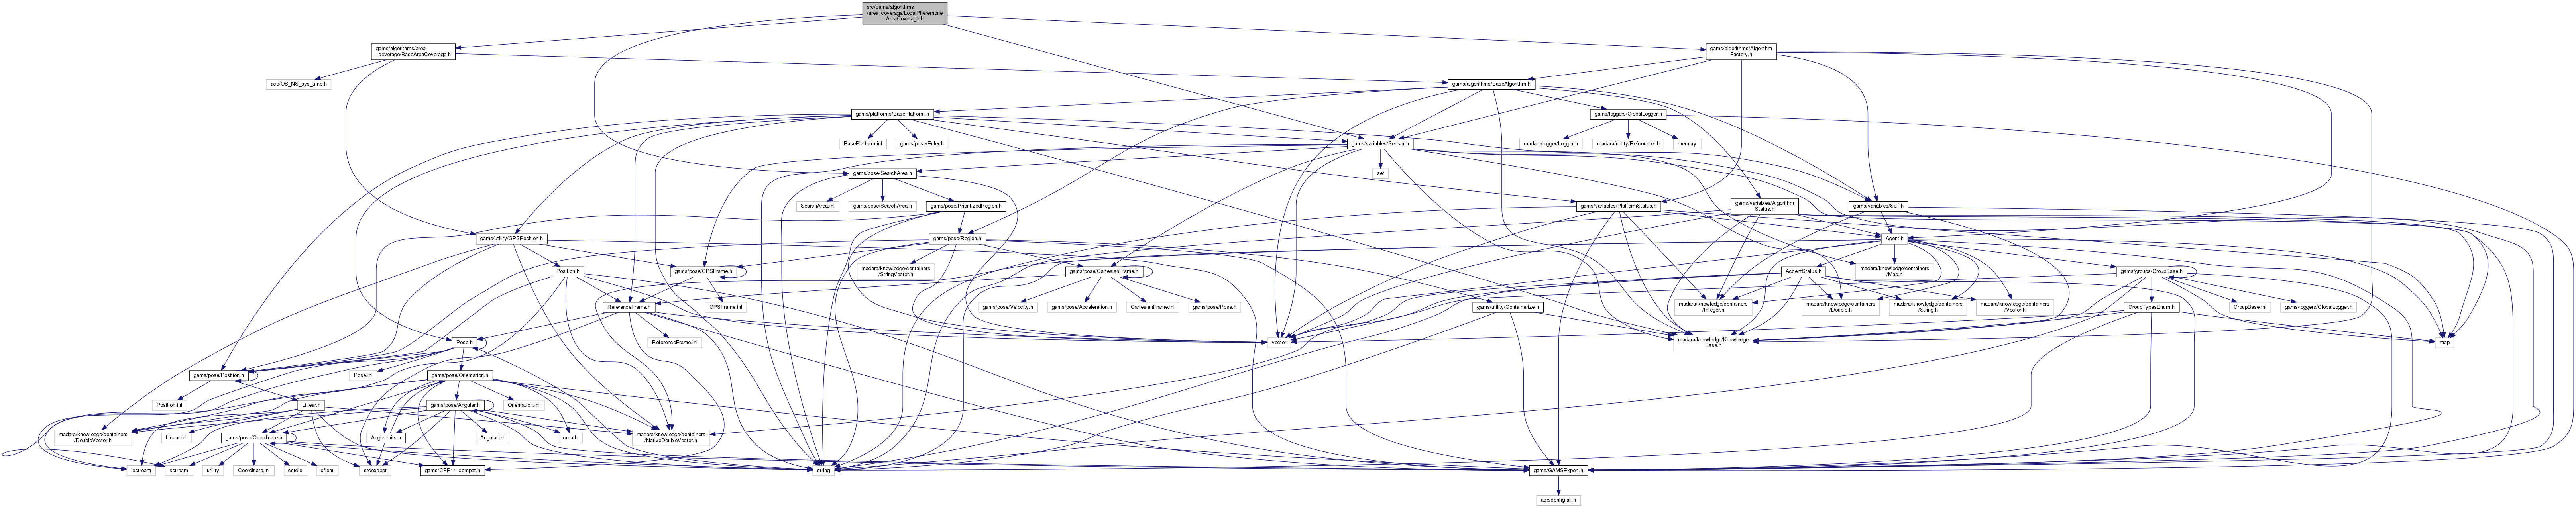 src/gams/algorithms
/area_coverage/LocalPheromone
AreaCoverage.h
gams/algorithms/area
_coverage/BaseAreaCoverage.h
gams/algorithms/Algorithm
Factory.h
ace/OS_NS_sys_time.h
gams/algorithms/BaseAlgorithm.h
gams/platforms/BasePlatform.h
gams/loggers/GlobalLogger.h
BasePlatform.inl
gams/pose/Euler.h
gams/variables/Sensor.h
madara/logger/Logger.h
madara/utility/Refcounter.h
memory
gams/pose/SearchArea.h
set
SearchArea.inl
gams/pose/SearchArea.h
gams/pose/PrioritizedRegion.h
gams/variables/PlatformStatus.h
gams/variables/Algorithm
Status.h
gams/variables/Self.h
gams/utility/GPSPosition.h
gams/pose/Region.h
Agent.h
Position.h
gams/pose/GPSFrame.h
madara/knowledge/containers
/StringVector.h
gams/pose/CartesianFrame.h
madara/knowledge/containers
/Map.h
AccentStatus.h
gams/groups/GroupBase.h
ReferenceFrame.h
GPSFrame.inl
gams/pose/Velocity.h
gams/pose/Acceleration.h
CartesianFrame.inl
gams/pose/Pose.h
gams/utility/Containerize.h
madara/knowledge/containers
/Integer.h
madara/knowledge/containers
/Double.h
madara/knowledge/containers
/String.h
madara/knowledge/containers
/Vector.h
GroupTypesEnum.h
GroupBase.inl
gams/loggers/GlobalLogger.h
Pose.h
ReferenceFrame.inl
vector
madara/knowledge/Knowledge
Base.h
map
gams/pose/Position.h
Pose.inl
gams/pose/Orientation.h
Position.inl
Linear.h
gams/pose/Angular.h
Orientation.inl
madara/knowledge/containers
/DoubleVector.h
Linear.inl
gams/pose/Coordinate.h
AngleUnits.h
Angular.inl
cmath
madara/knowledge/containers
/NativeDoubleVector.h
iostream
sstream
utility
Coordinate.inl
cstdio
cfloat
stdexcept
gams/CPP11_compat.h
string
gams/GAMSExport.h
ace/config-all.h